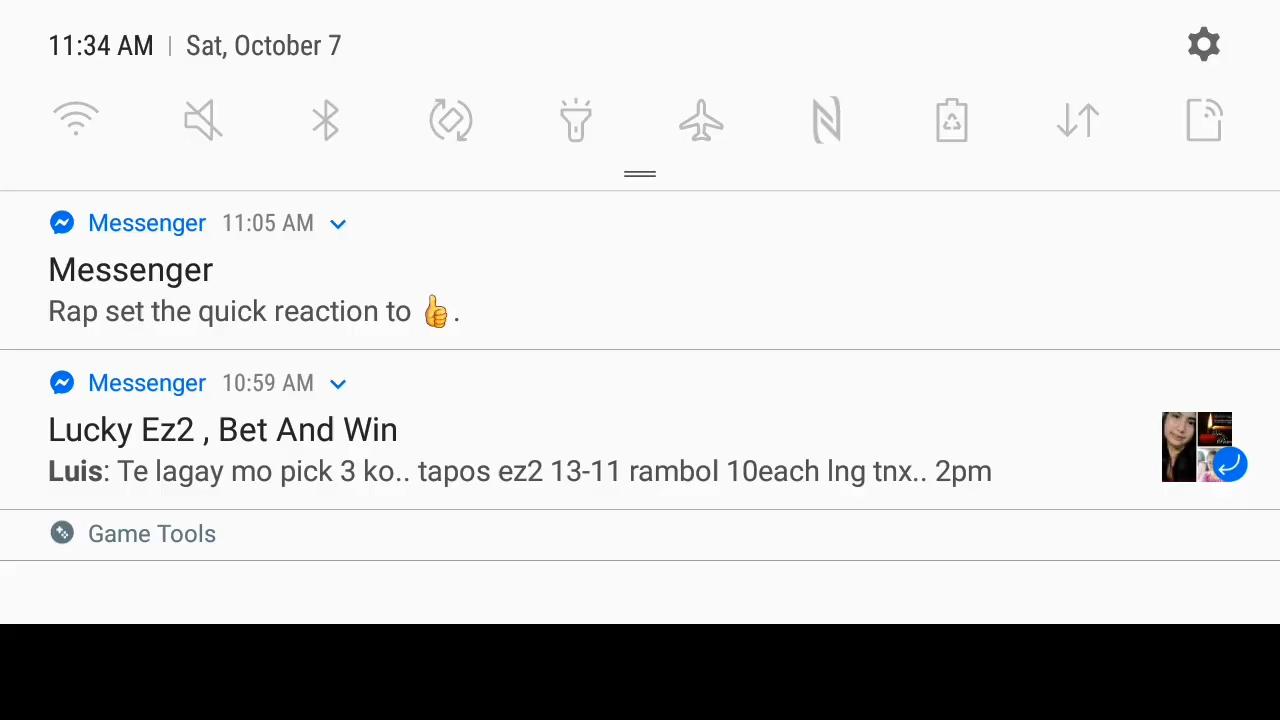 11:34 AM | Sat, October 7
Messenger 11:05 AM
Messenger
Rap set the quick reaction to 👍.
Messenger 10:59 AM
Lucky Ez2 , Bet And Win
Luis: Te lagay mo pick 3 ko.. tapos ez2 13-11 rambol 10each lng tnx.. 2pm
Game Tools